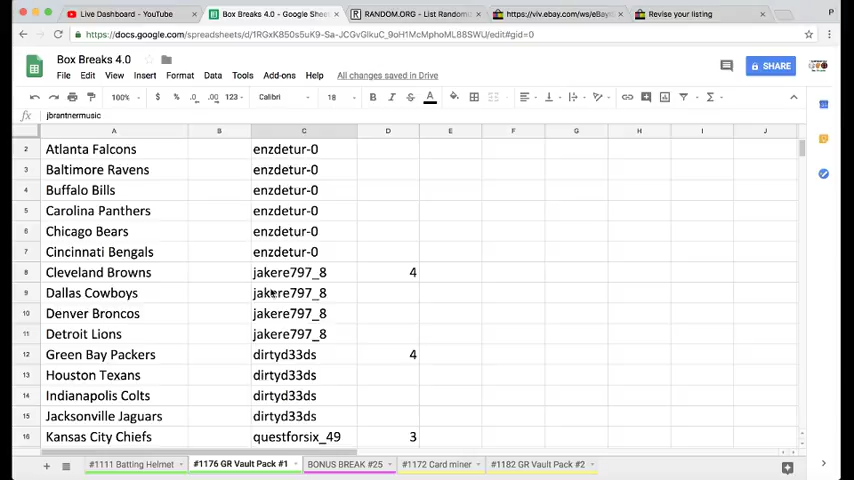 Live Dashboard - YouTube
Box Breaks 4.0 - Google Shee
RANDOM.ORG - List Random
https://viv.ebay.com/ws/eBayIS
Revise your listing
P
https://docs.google.com/spreadsheets/d/1RGxK850s5uK9-Sa-JCGvGlkuC_9oH1McMphoML88SWU/edit#gid=0
Box Breaks 4.0
SHARE
File Edit View Insert Format Data Tools Add-ons Help All changes saved in Drive
100% $ % .0 .00 123 Calibri 18 B I S A
fx jbrantnermusic
A B C D E F G H I J
2 Atlanta Falcons enzdetur-0
3 Baltimore Ravens enzdetur-0
4 Buffalo Bills enzdetur-0
5 Carolina Panthers enzdetur-0
6 Chicago Bears enzdetur-0
7 Cincinnati Bengals enzdetur-0
8 Cleveland Browns jakere797_8 4
9 Dallas Cowboys jakere797_8
10 Denver Broncos jakere797_8
11 Detroit Lions jakere797_8
12 Green Bay Packers dirtyd33ds 4
13 Houston Texans dirtyd33ds
14 Indianapolis Colts dirtyd33ds
15 Jacksonville Jaguars dirtyd33ds
16 Kansas City Chiefs questforsix_49 3
#1111 Batting Helmet #1176 GR Vault Pack #1 BONUS BREAK #25 #1172 Card miner #1182 GR Vault Pack #2